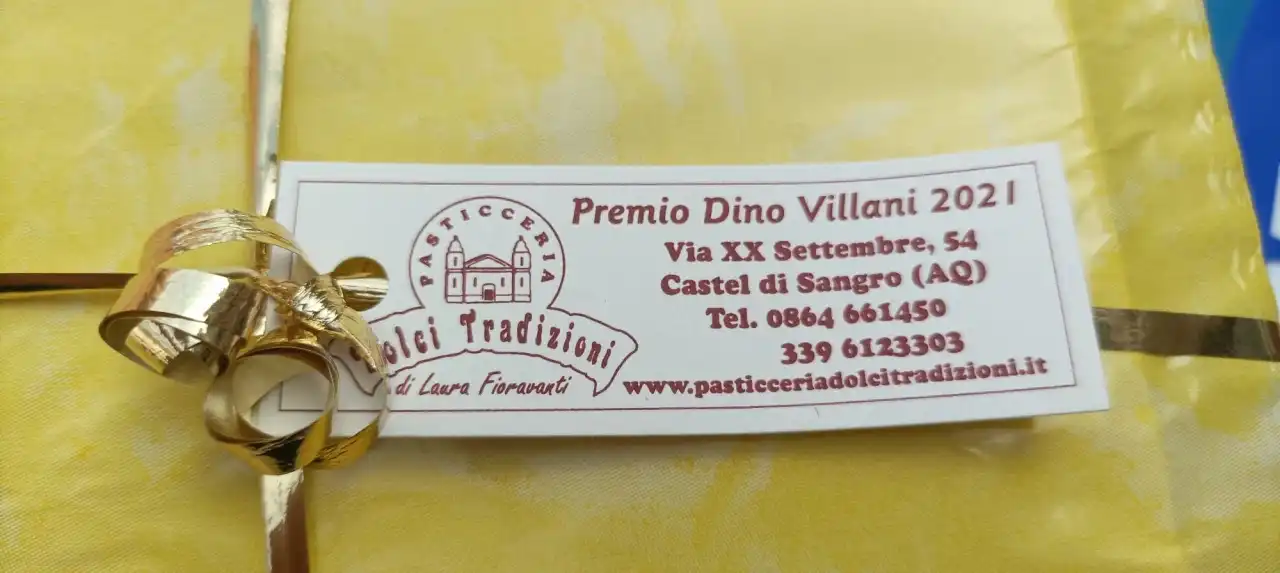 PASTICCERIA
Tradizioni
di Laura Fioravanti
Premio Dino Villani 2021
Via XX Settembre, 54
Castel di Sangro (AQ)
Tel. 0864 661450
339 6123303
www.pasticceriadolcitradizioni.it